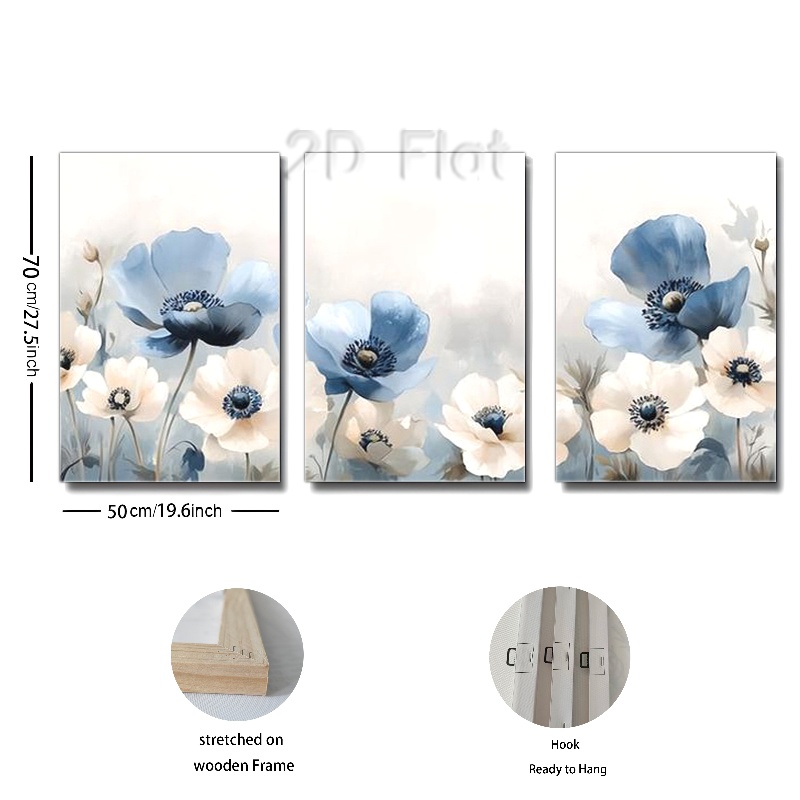 2D Flat
70 cm/27.5inch
50 cm/19.6inch
stretched on
wooden Frame
Hook
Ready to Hang